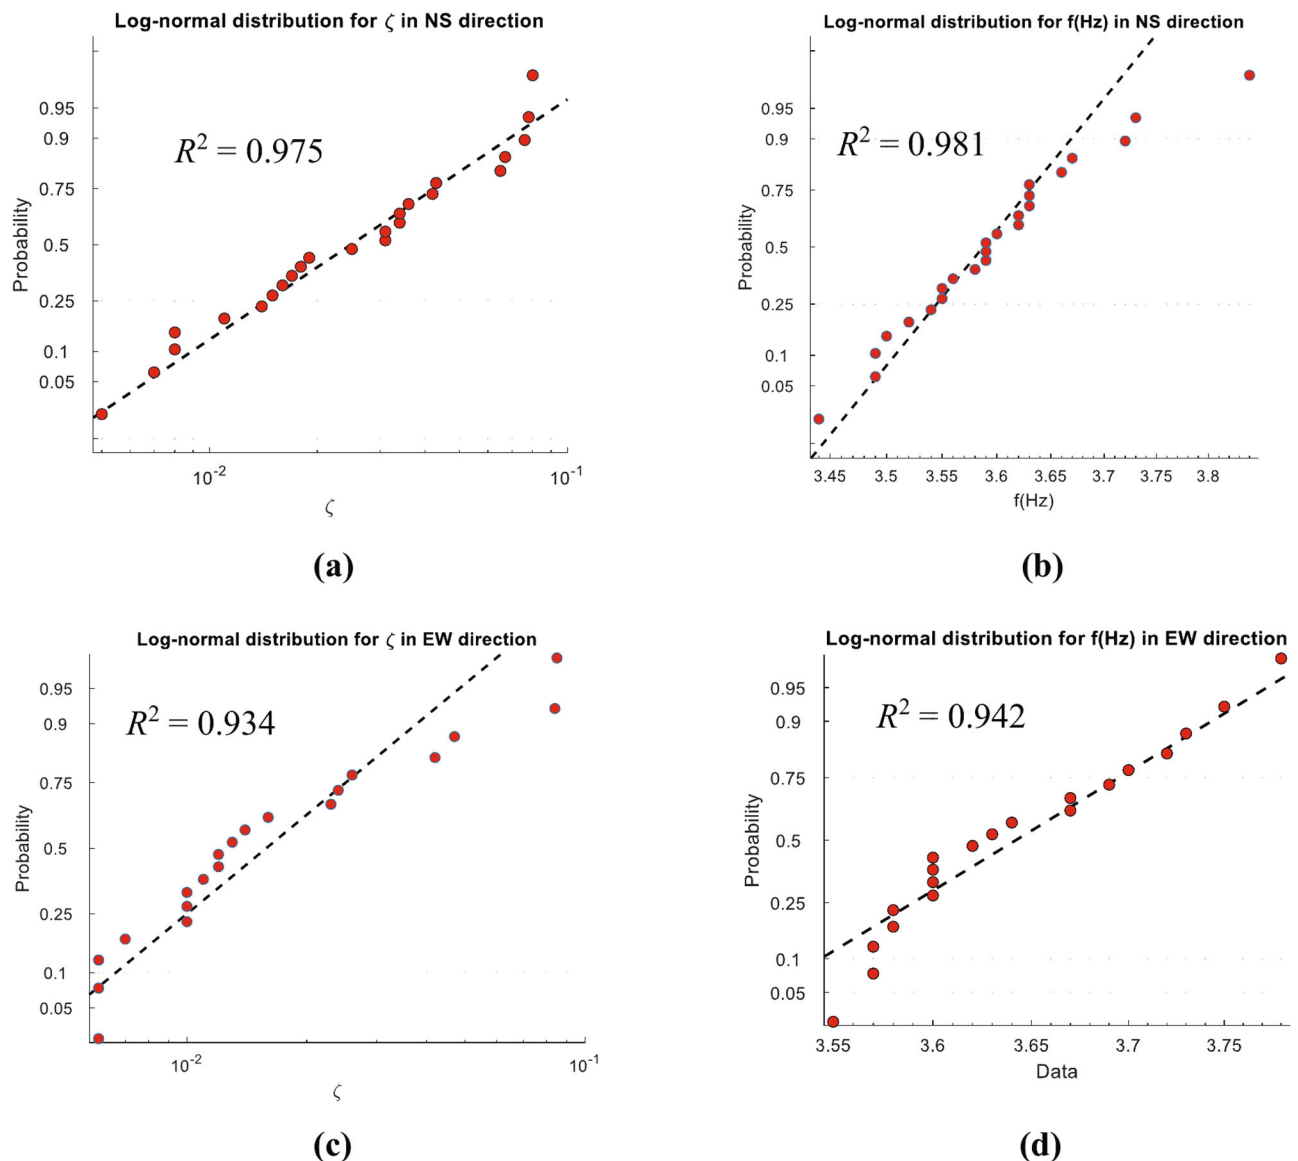 Log-normal distribution for ζ in NS direction
R² = 0.975
Probability
0.95
0.9
0.75
0.5
0.25
0.1
0.05
10⁻² 10⁻¹
ζ
(a)
Log-normal distribution for f(Hz) in NS direction
R² = 0.981
Probability
0.95
0.9
0.75
0.5
0.25
0.1
0.05
3.45 3.5 3.55 3.6 3.65 3.7 3.75 3.8
f(Hz)
(b)
Log-normal distribution for ζ in EW direction
R² = 0.934
Probability
0.95
0.9
0.75
0.5
0.25
0.1
0.05
10⁻² 10⁻¹
ζ
(c)
Log-normal distribution for f(Hz) in EW direction
R² = 0.942
Probability
0.95
0.9
0.75
0.5
0.25
0.1
0.05
3.55 3.6 3.65 3.7 3.75
Data
(d)